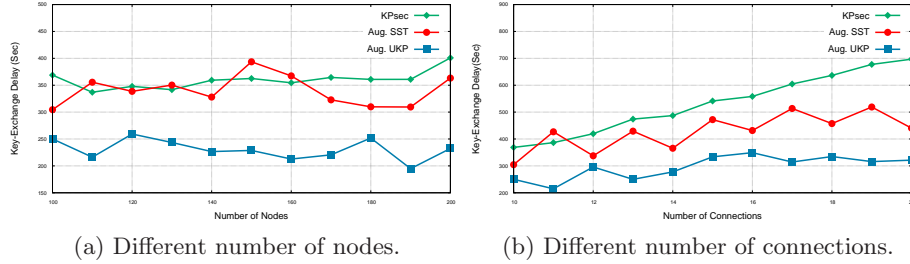 500
450
400
350
300
250
200
150
100
120
140
160
180
200
Key-Exchange Delay (Sec)
Number of Nodes
KPsec
Aug. SST
Aug. UKP
(a) Different number of nodes.
900
800
700
600
500
400
300
200
10
12
14
16
18
Key-Exchange Delay(Sec)
Number of Connections
KPsec
Aug. SST
Aug. UKP
(b) Different number of connections.